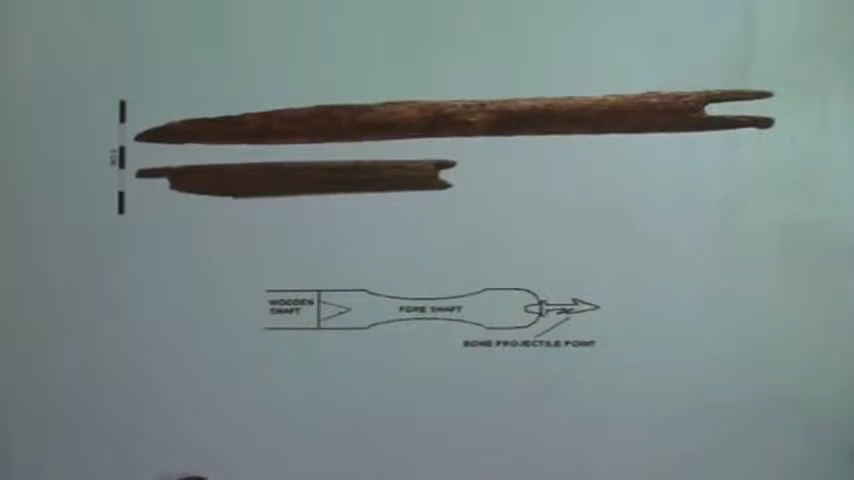 WOODEN
SHAFT
FORE SHAFT
BONE PROJECTILE POINT